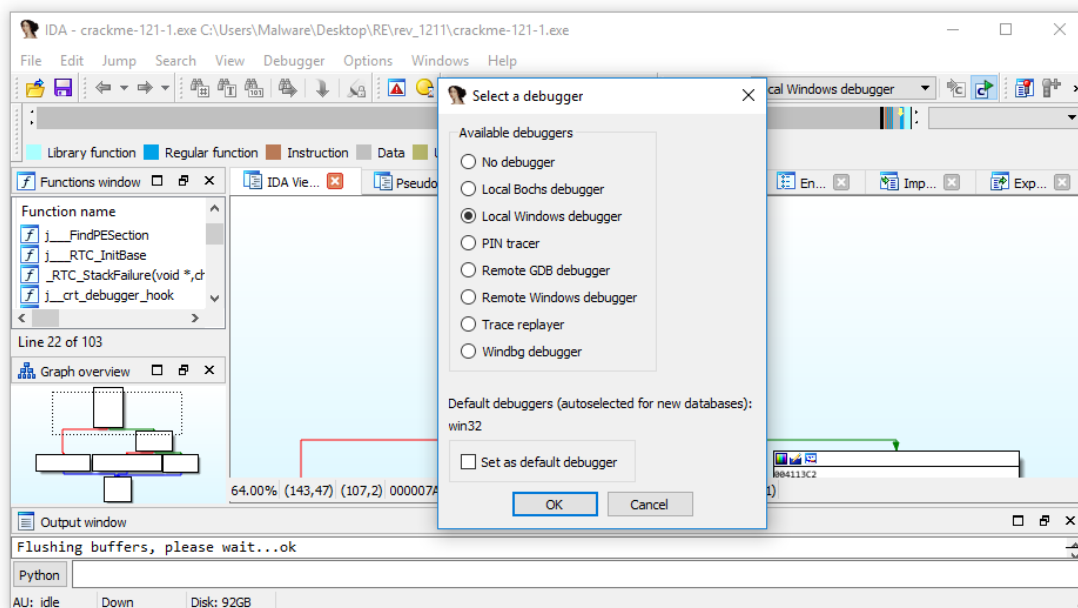 IDA - crackme-121-1.exe C:\Users\Malware\Desktop\RE\rev_1211\crackme-121-1.exe
File Edit Jump Search View Debugger Options Windows Help
cal Windows debugger
Library function Regular function Instruction Data
Functions window
IDA Vie...
Pseudo
En...
Imp...
Exp...
Function name
j___FindPESection
j___RTC_InitBase
_RTC_StackFailure(void *,ch
j__crt_debugger_hook
Line 22 of 103
Graph overview
64.00% (143,47) (107,2) 000007A
004113C2
Select a debugger
Available debuggers
No debugger
Local Bochs debugger
Local Windows debugger
PIN tracer
Remote GDB debugger
Remote Windows debugger
Trace replayer
Windbg debugger
Default debuggers (autoselected for new databases):
win32
Set as default debugger
OK Cancel
Output window
Flushing buffers, please wait...ok
Python
AU: idle Down Disk: 92GB